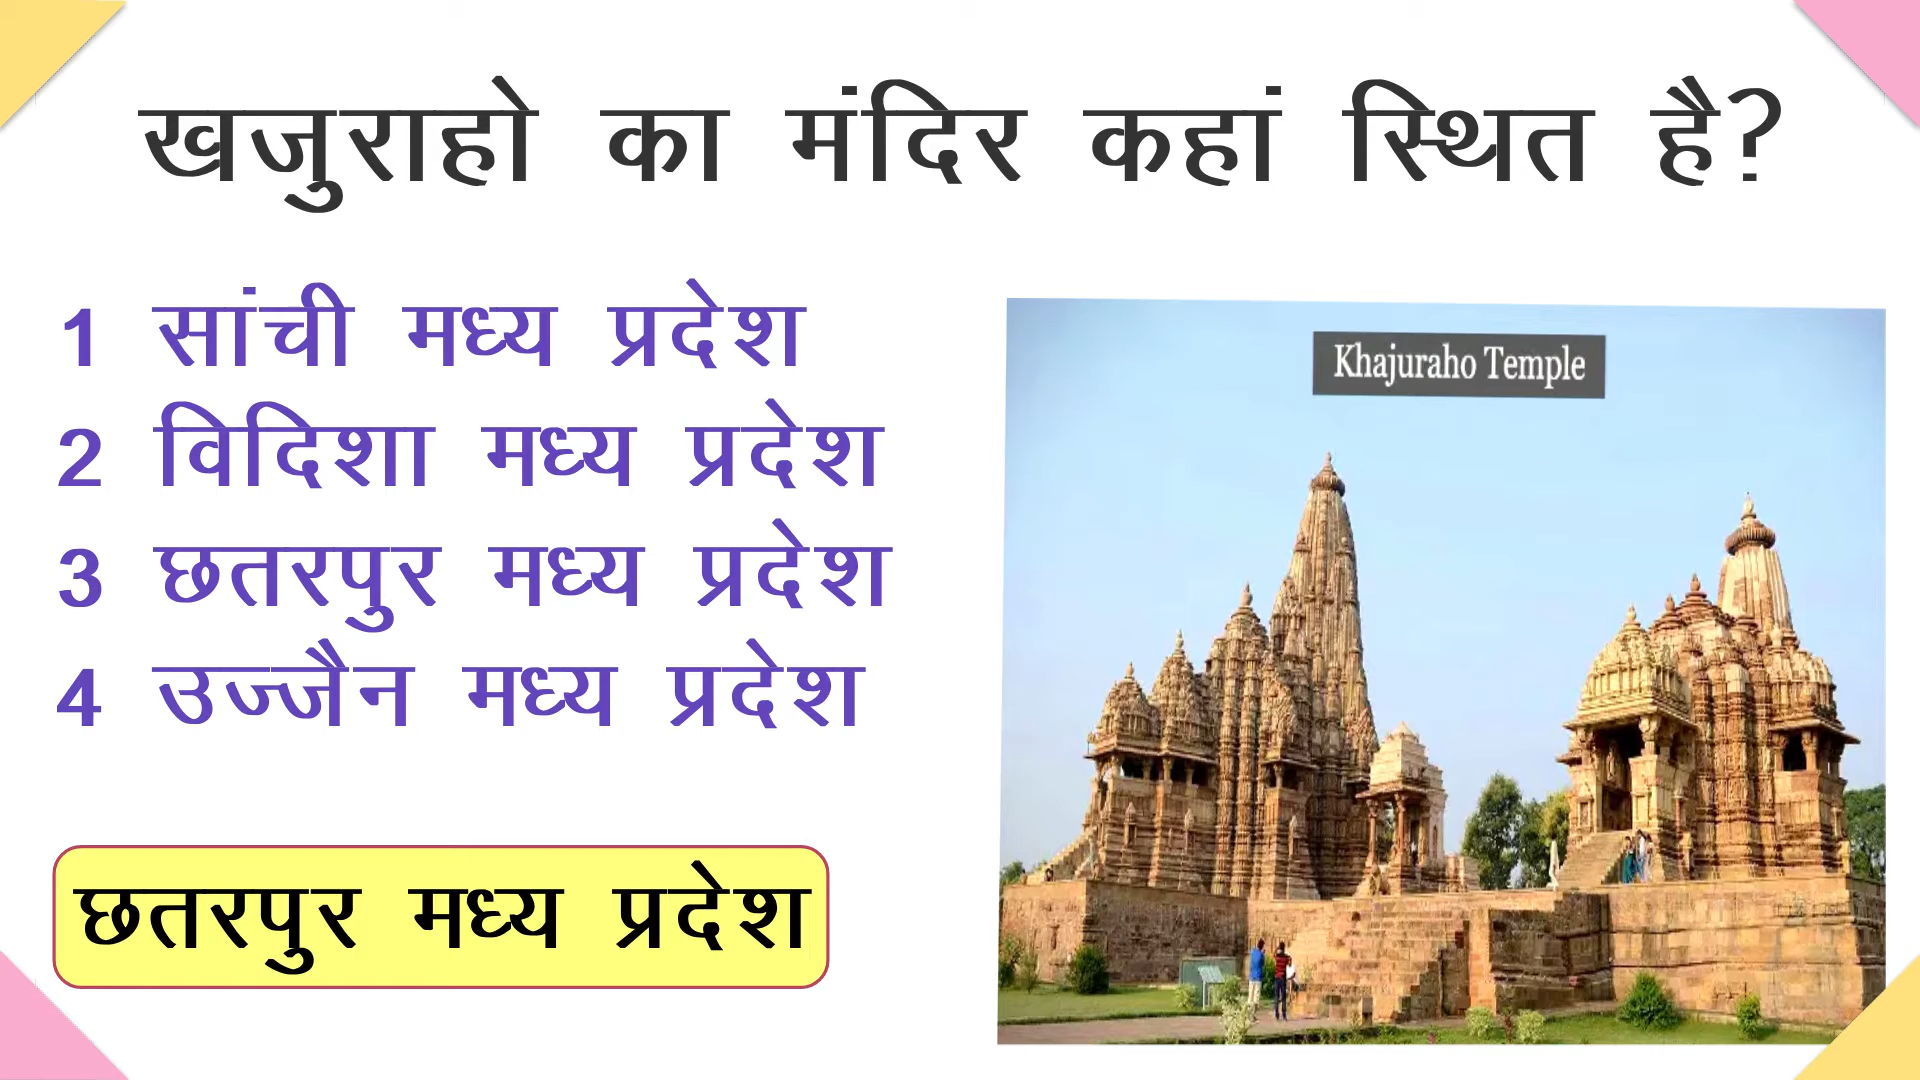 खजुराहो का मंदिर कहां स्थित है?
1 सांची मध्य प्रदेश
2 विदिशा मध्य प्रदेश
3 छतरपुर मध्य प्रदेश
4 उज्जैन मध्य प्रदेश
छतरपुर मध्य प्रदेश
Khajuraho Temple